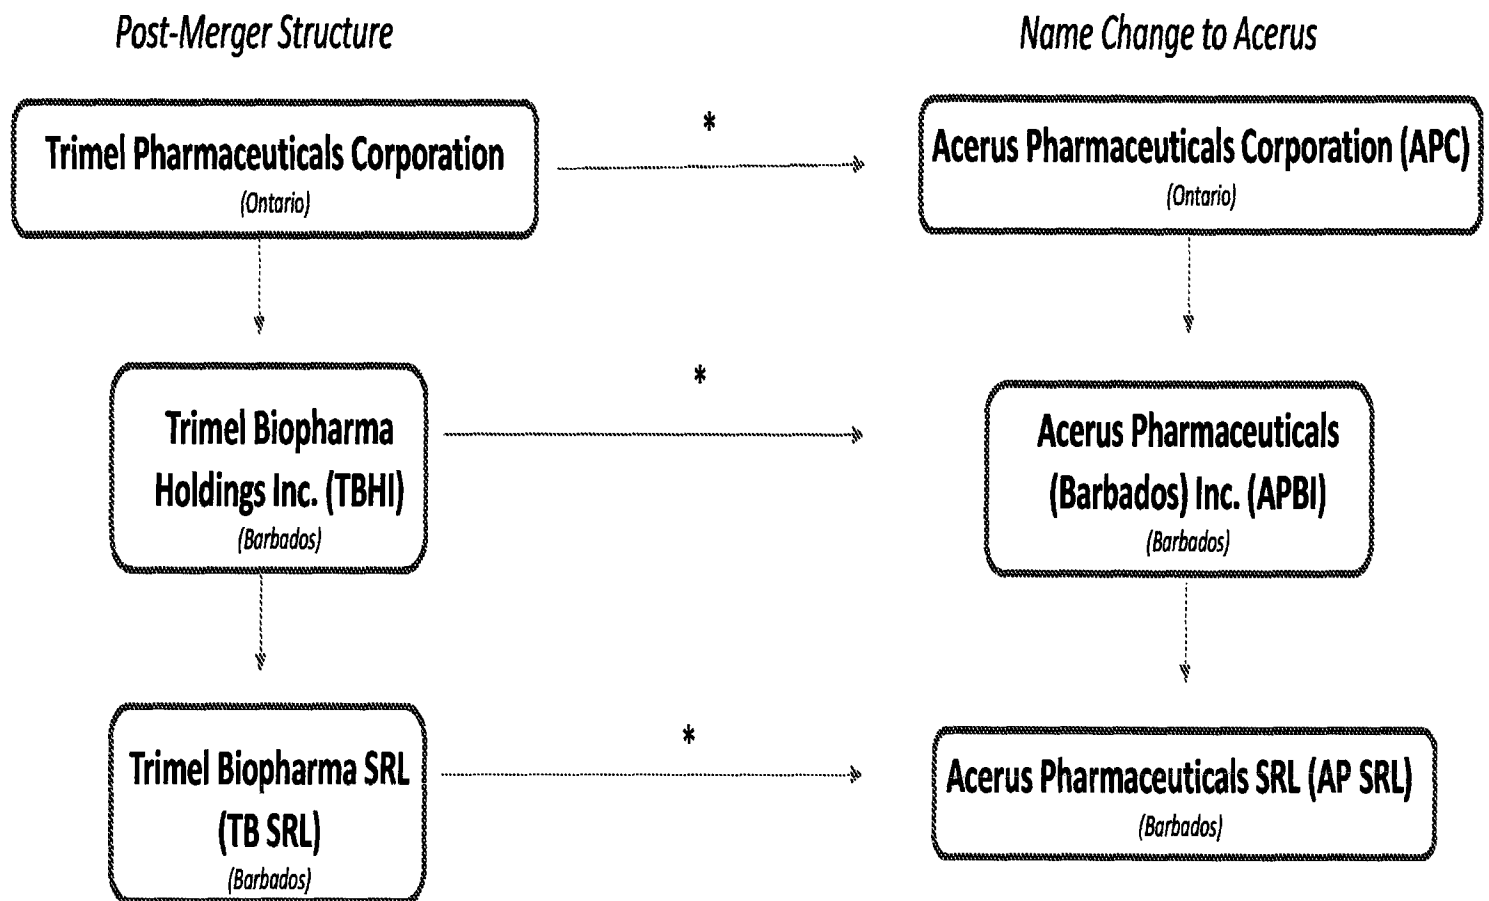 Post-Merger Structure
Name Change to Acerus
Trimel Pharmaceuticals Corporation
(Ontario)
*
Acerus Pharmaceuticals Corporation (APC)
(Ontario)
Trimel Biopharma
Holdings Inc. (TBHI)
(Barbados)
*
Acerus Pharmaceuticals
(Barbados) Inc. (APBI)
(Barbados)
Trimel Biopharma SRL
(TB SRL)
(Barbados)
*
Acerus Pharmaceuticals SRL (AP SRL)
(Barbados)